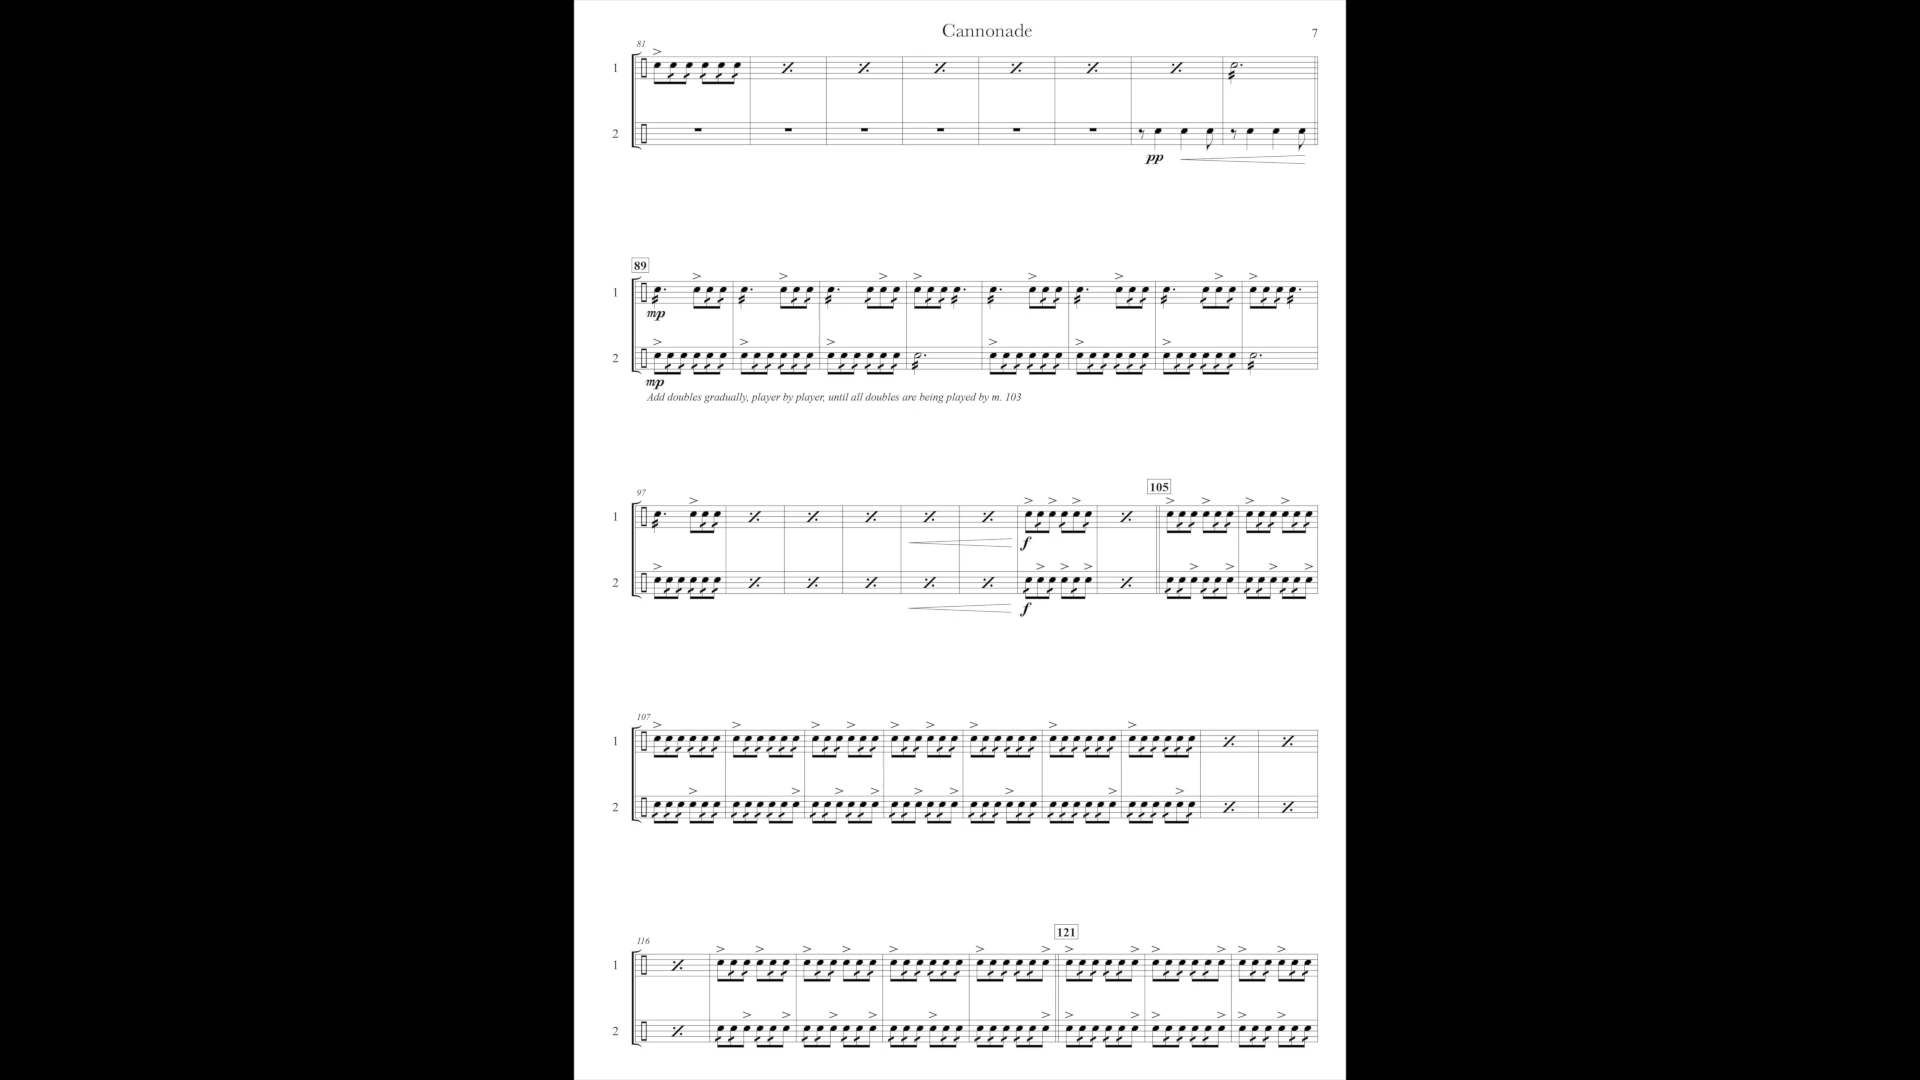 Cannonade
7
81
1
2
pp
89
1
mp
2
mp
Add doubles gradually, player by player, until all doubles are being played by m. 103
97
105
1
f
2
f
107
1
2
116
121
1
2